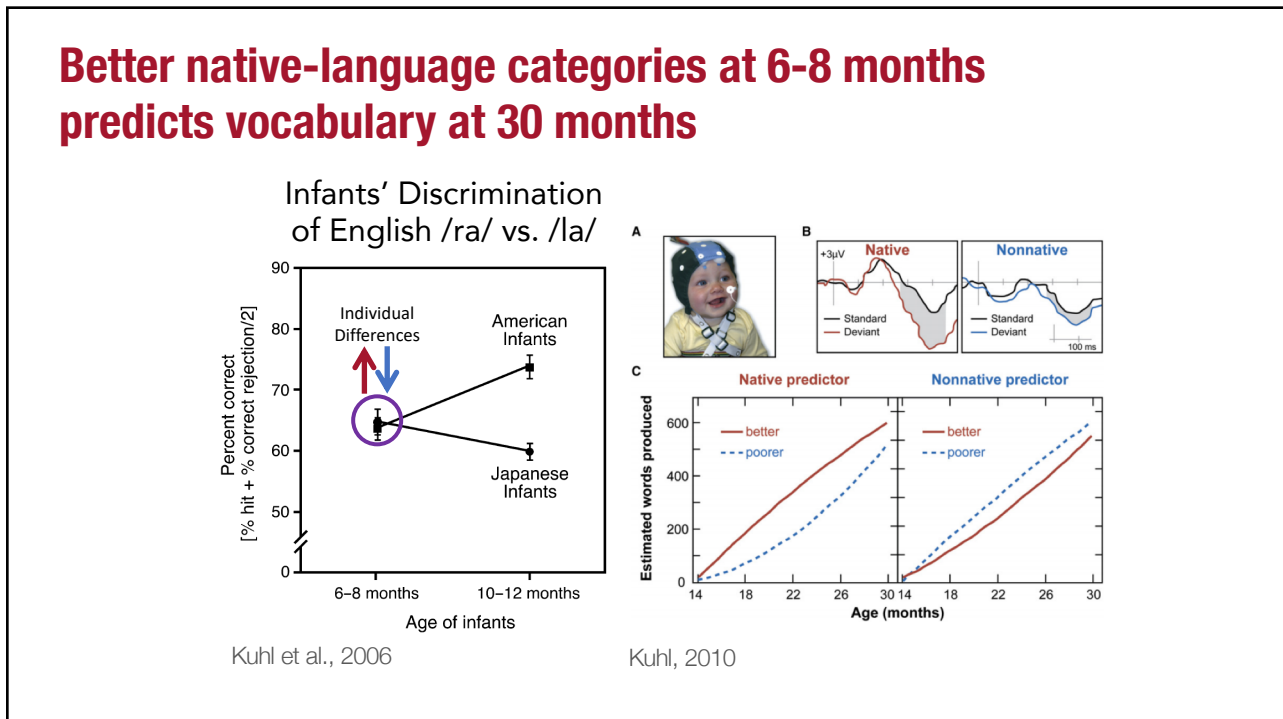 Better native-language categories at 6-8 months
predicts vocabulary at 30 months
Infants' Discrimination
of English /ra/ vs. /la/
90
80
70
60
50
0
Percent correct
[% hit + % correct rejection/2]
Individual
Differences
American
Infants
Japanese
Infants
6–8 months
10–12 months
Age of infants
Kuhl et al., 2006
A
B
+3μV
Native
Standard
Deviant
Nonnative
Standard
Deviant
100 ms
C
Native predictor
Nonnative predictor
Estimated words produced
600
400
200
0
better
poorer
better
poorer
14
18
22
26
30
14
18
22
26
30
Age (months)
Kuhl, 2010